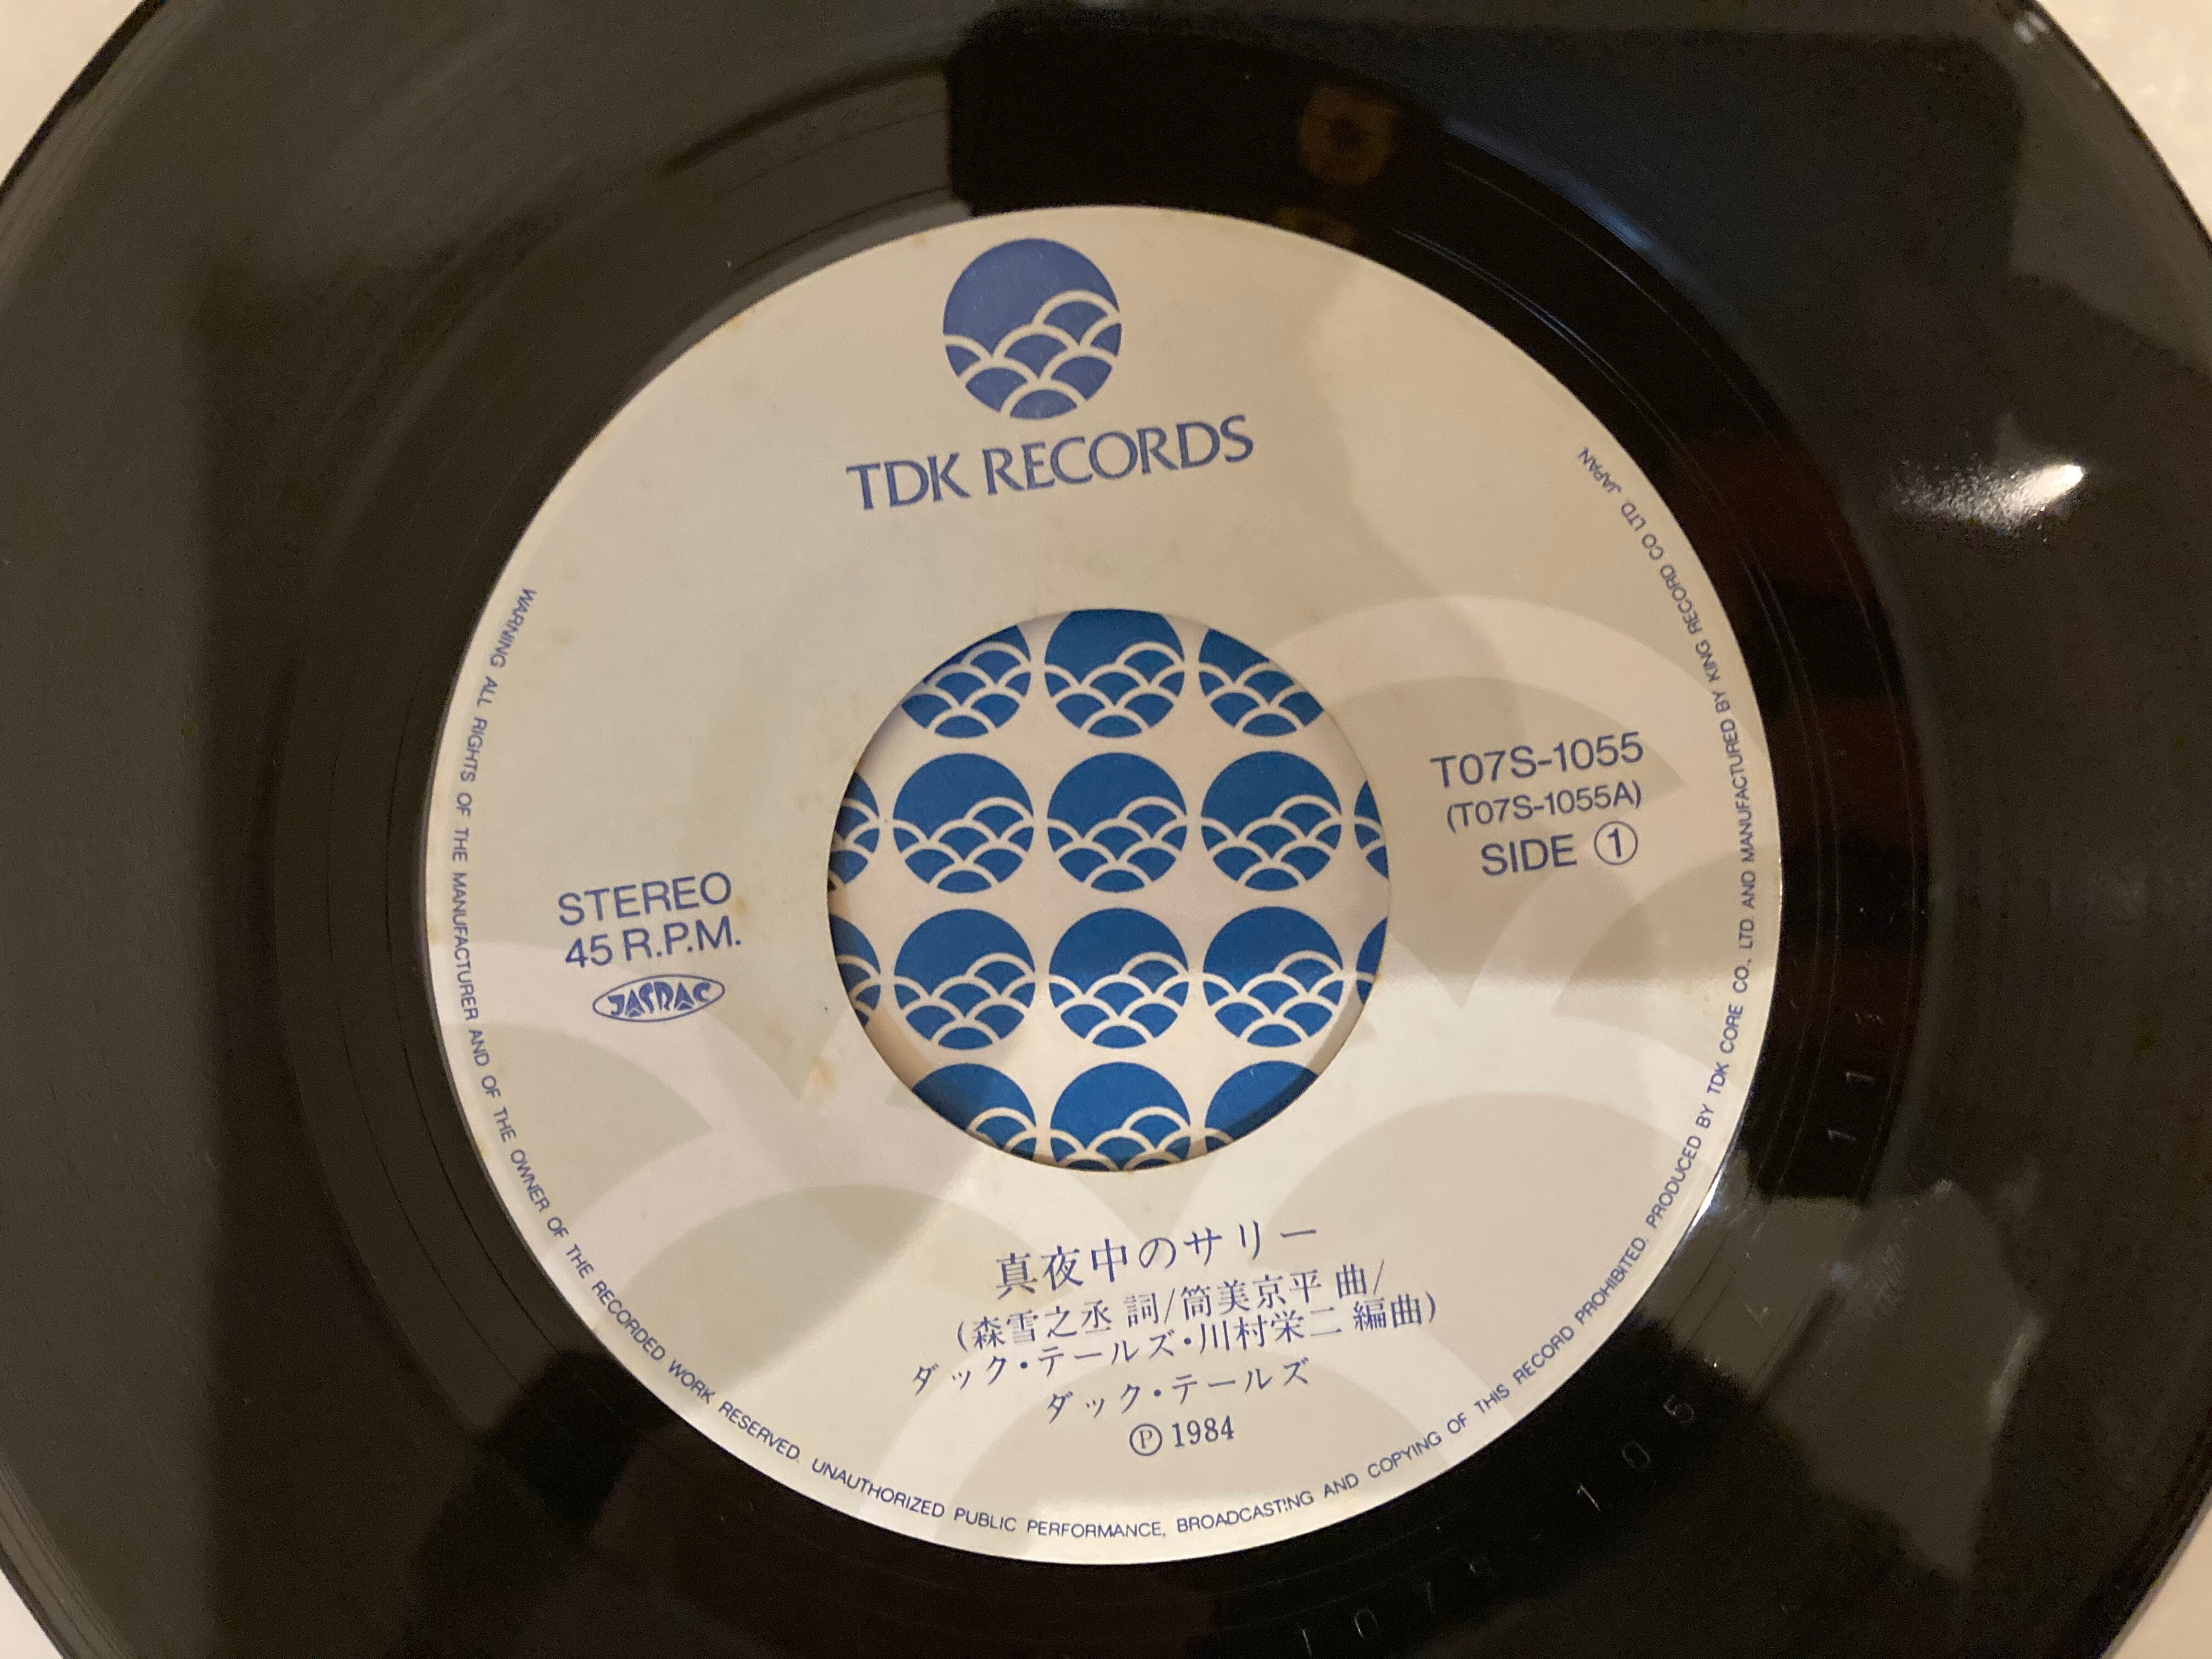 TDK RECORDS
T07S-1055
(T07S-1055A)
SIDE ①
STEREO
45 R.P.M.
JASRAC
真夜中のサリー
(森雪之丞 詞/筒美京平 曲/
ダック・テールズ・川村栄二 編曲)
ダック・テールズ
Ⓟ 1984
WARNING ALL RIGHTS OF THE MANUFACTURER AND OF THE OWNER OF THE RECORDED WORK RESERVED. UNAUTHORIZED PUBLIC PERFORMANCE, BROADCASTING AND COPYING OF THIS RECORD PROHIBITED. PRODUCED BY TDK CORE CO., LTD. AND MANUFACTURED BY KING RECORD CO LTD. JAPAN